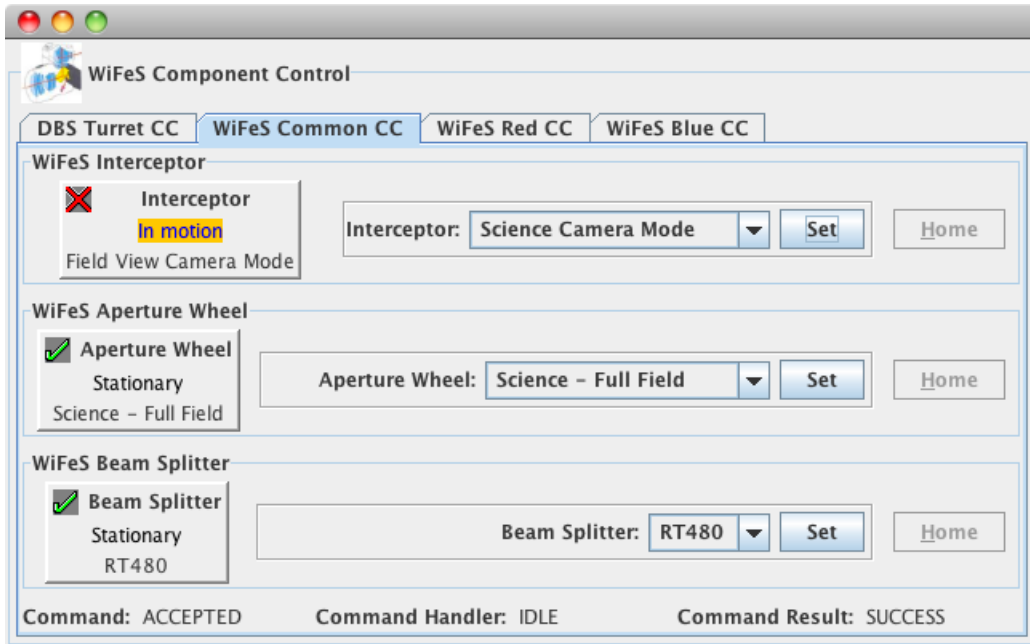 WiFeS Component Control
DBS Turret CC WiFeS Common CC WiFeS Red CC WiFeS Blue CC
WiFeS Interceptor
Interceptor
In motion
Field View Camera Mode
Interceptor: Science Camera Mode Set Home
WiFeS Aperture Wheel
Aperture Wheel
Stationary
Science – Full Field
Aperture Wheel: Science – Full Field Set Home
WiFeS Beam Splitter
Beam Splitter
Stationary
RT480
Beam Splitter: RT480 Set Home
Command: ACCEPTED Command Handler: IDLE Command Result: SUCCESS